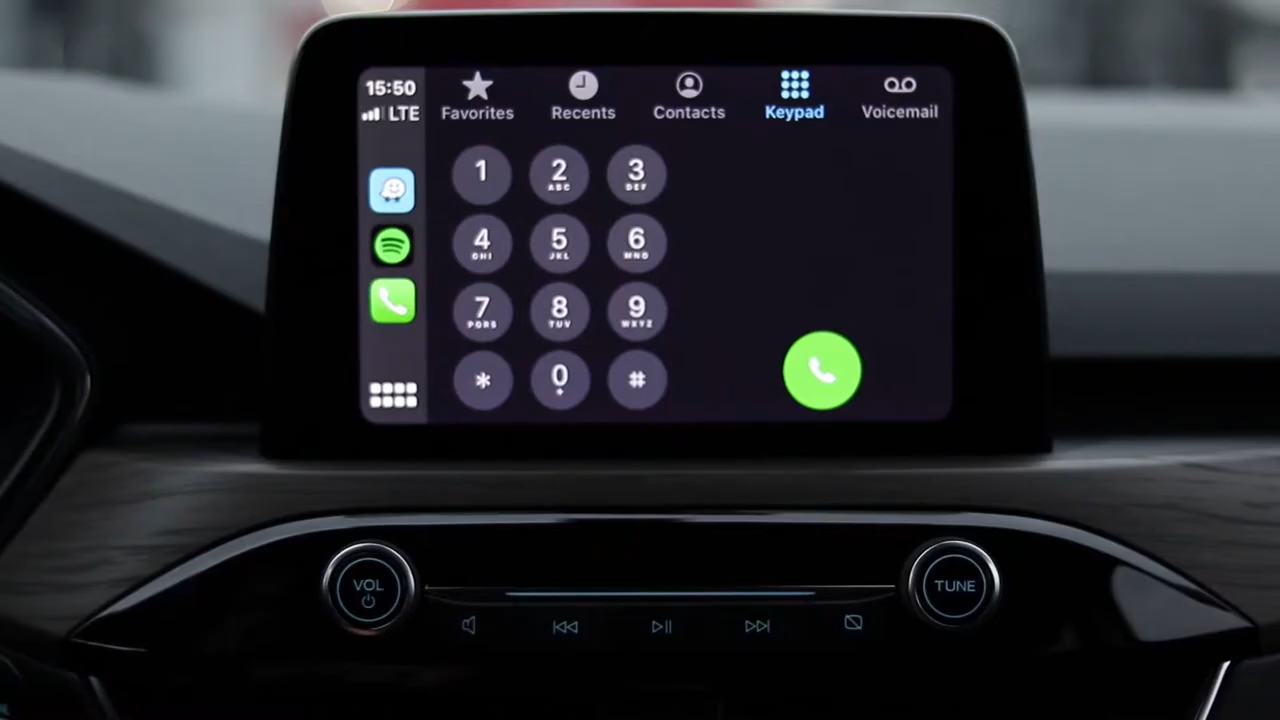 15:50
LTE
Favorites
Recents
Contacts
Keypad
Voicemail
1
2
ABC
3
DEF
4
GHI
5
JKL
6
MNO
7
PQRS
8
TUV
9
WXYZ
*
0
+
#
VOL
TUNE